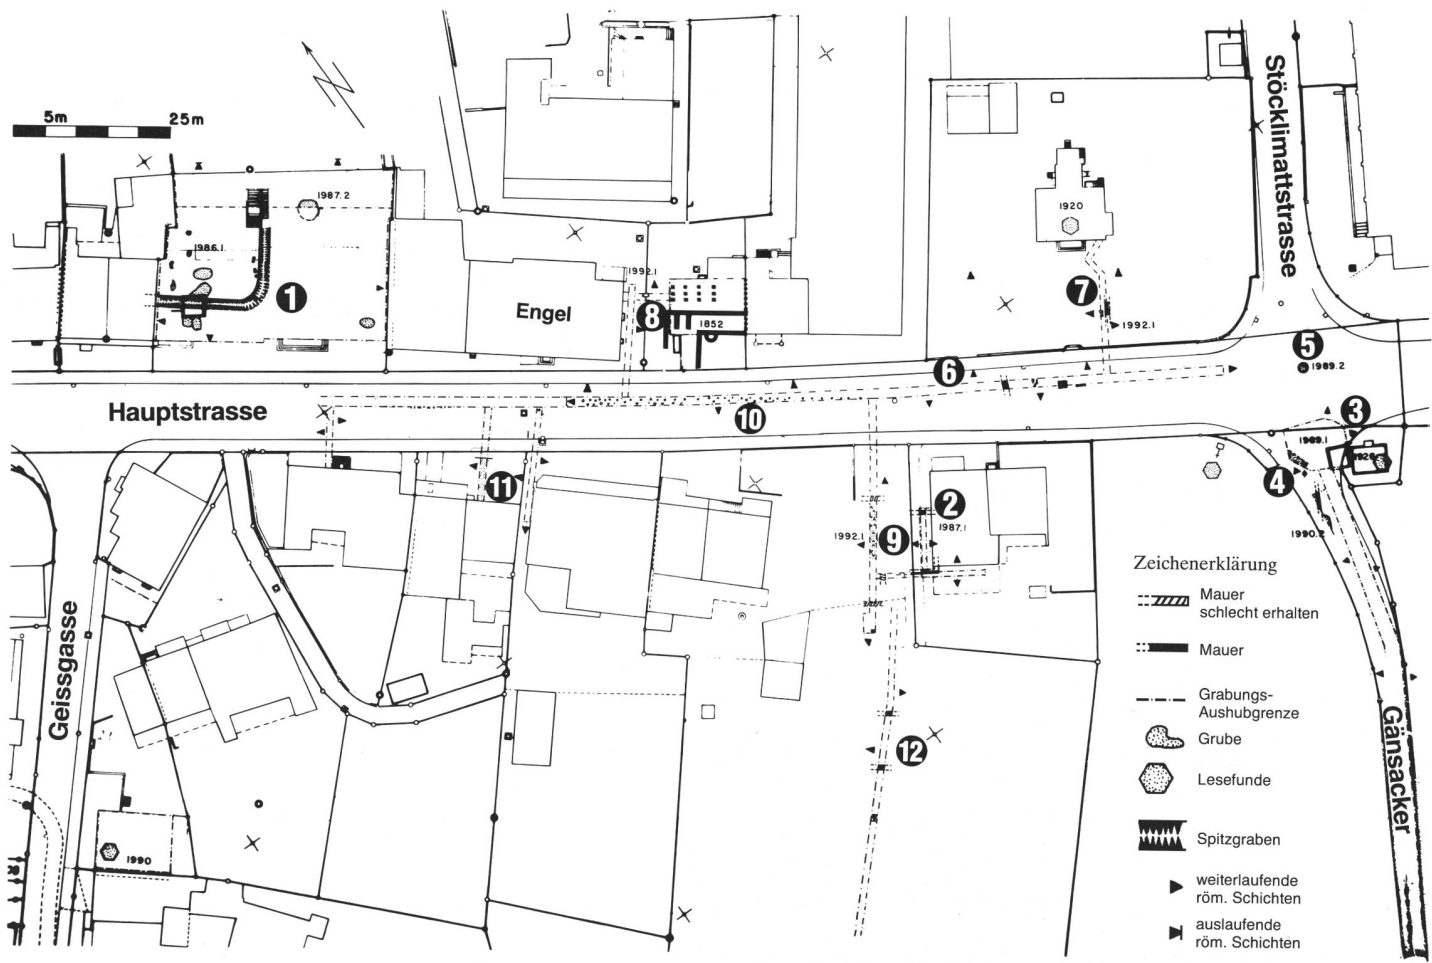 5m 25m
1987.2
1986.1
1
Engel
1992.1
8
1852
1920
7
1992.1
Stöcklimattstrasse
5
1989.2
6
Hauptstrasse
10
3
1989.1
1926
4
1990.2
11
2
1987.1
9
1992.1
12
Geissgasse
1990
Gänsacker
Zeichenerklärung
Mauer
schlecht erhalten
Mauer
Grabungs-
Aushubgrenze
Grube
Lesefunde
Spitzgraben
weiterlaufende
röm. Schichten
auslaufende
röm. Schichten